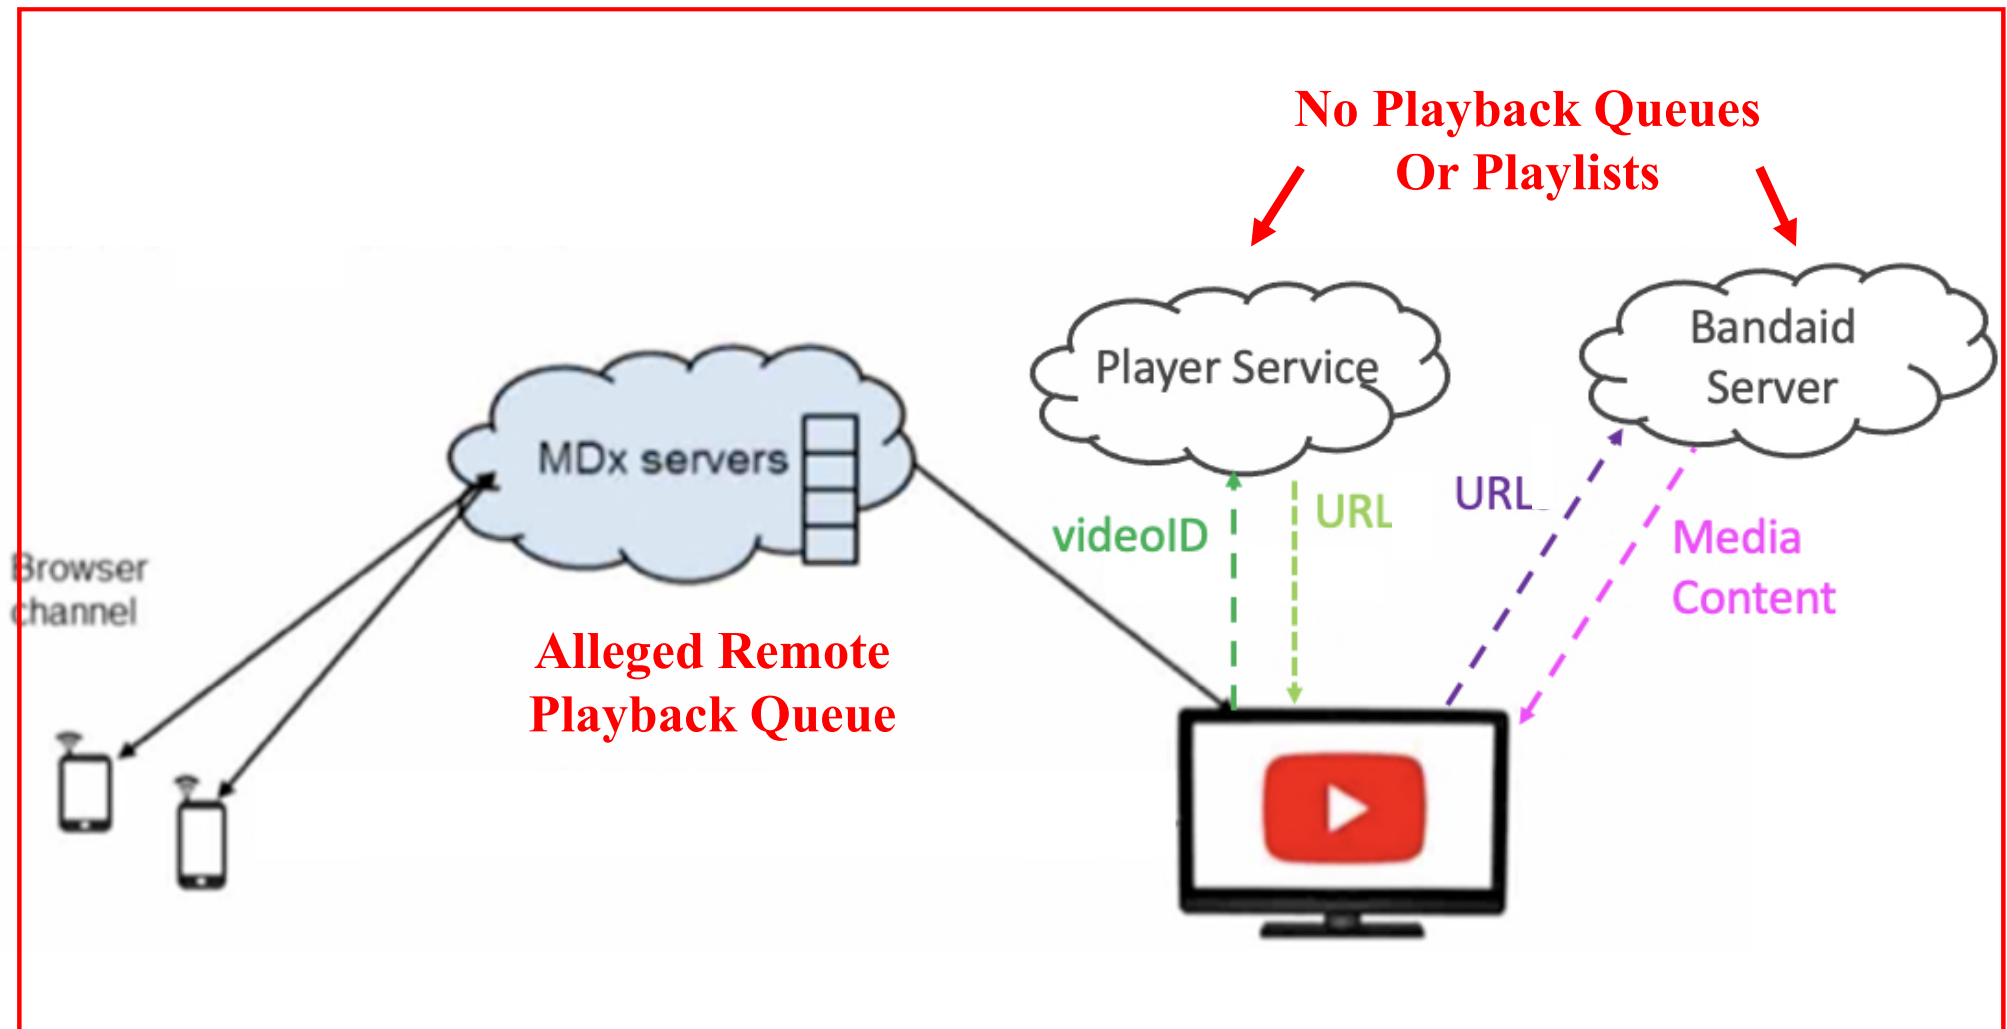 No Playback Queues
Or Playlists
Player Service
Bandaid
Server
MDx servers
videoID
URL
URL
Media
Content
Browser
channel
Alleged Remote
Playback Queue